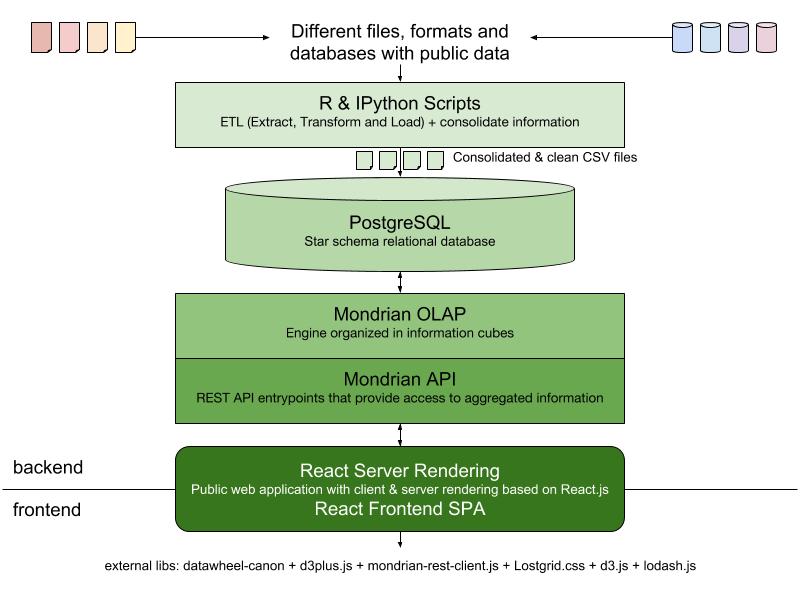 Different files, formats and
databases with public data
R & IPython Scripts
ETL (Extract, Transform and Load) + consolidate information
Consolidated & clean CSV files
PostgreSQL
Star schema relational database
Mondrian OLAP
Engine organized in information cubes
Mondrian API
REST API entrypoints that provide access to aggregated information
backend
React Server Rendering
Public web application with client & server rendering based on React.js
React Frontend SPA
frontend
external libs: datawheel-canon + d3plus.js + mondrian-rest-client.js + Lostgrid.css + d3.js + lodash.js